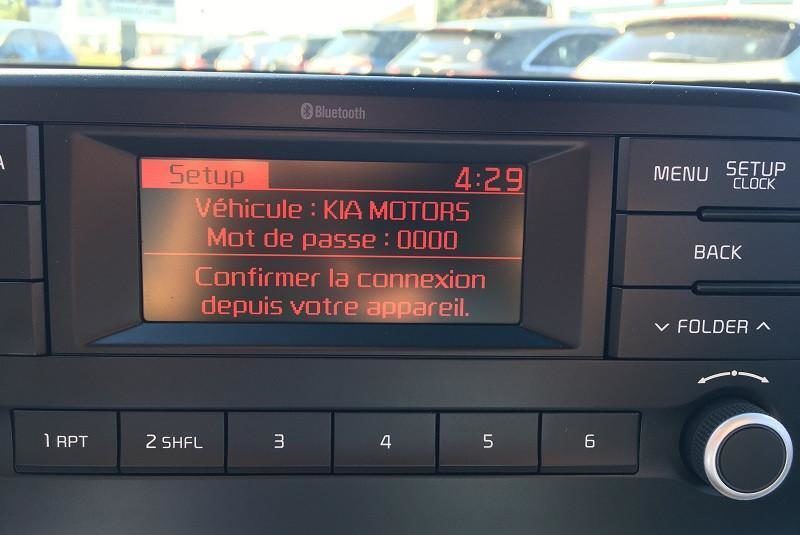 Bluetooth
Setup 4:29
Véhicule : KIA MOTORS
Mot de passe : 0000
Confirmer la connexion
depuis votre appareil.
A
MENU SETUP
CLOCK
BACK
FOLDER
1 RPT 2 SHFL 3 4 5 6